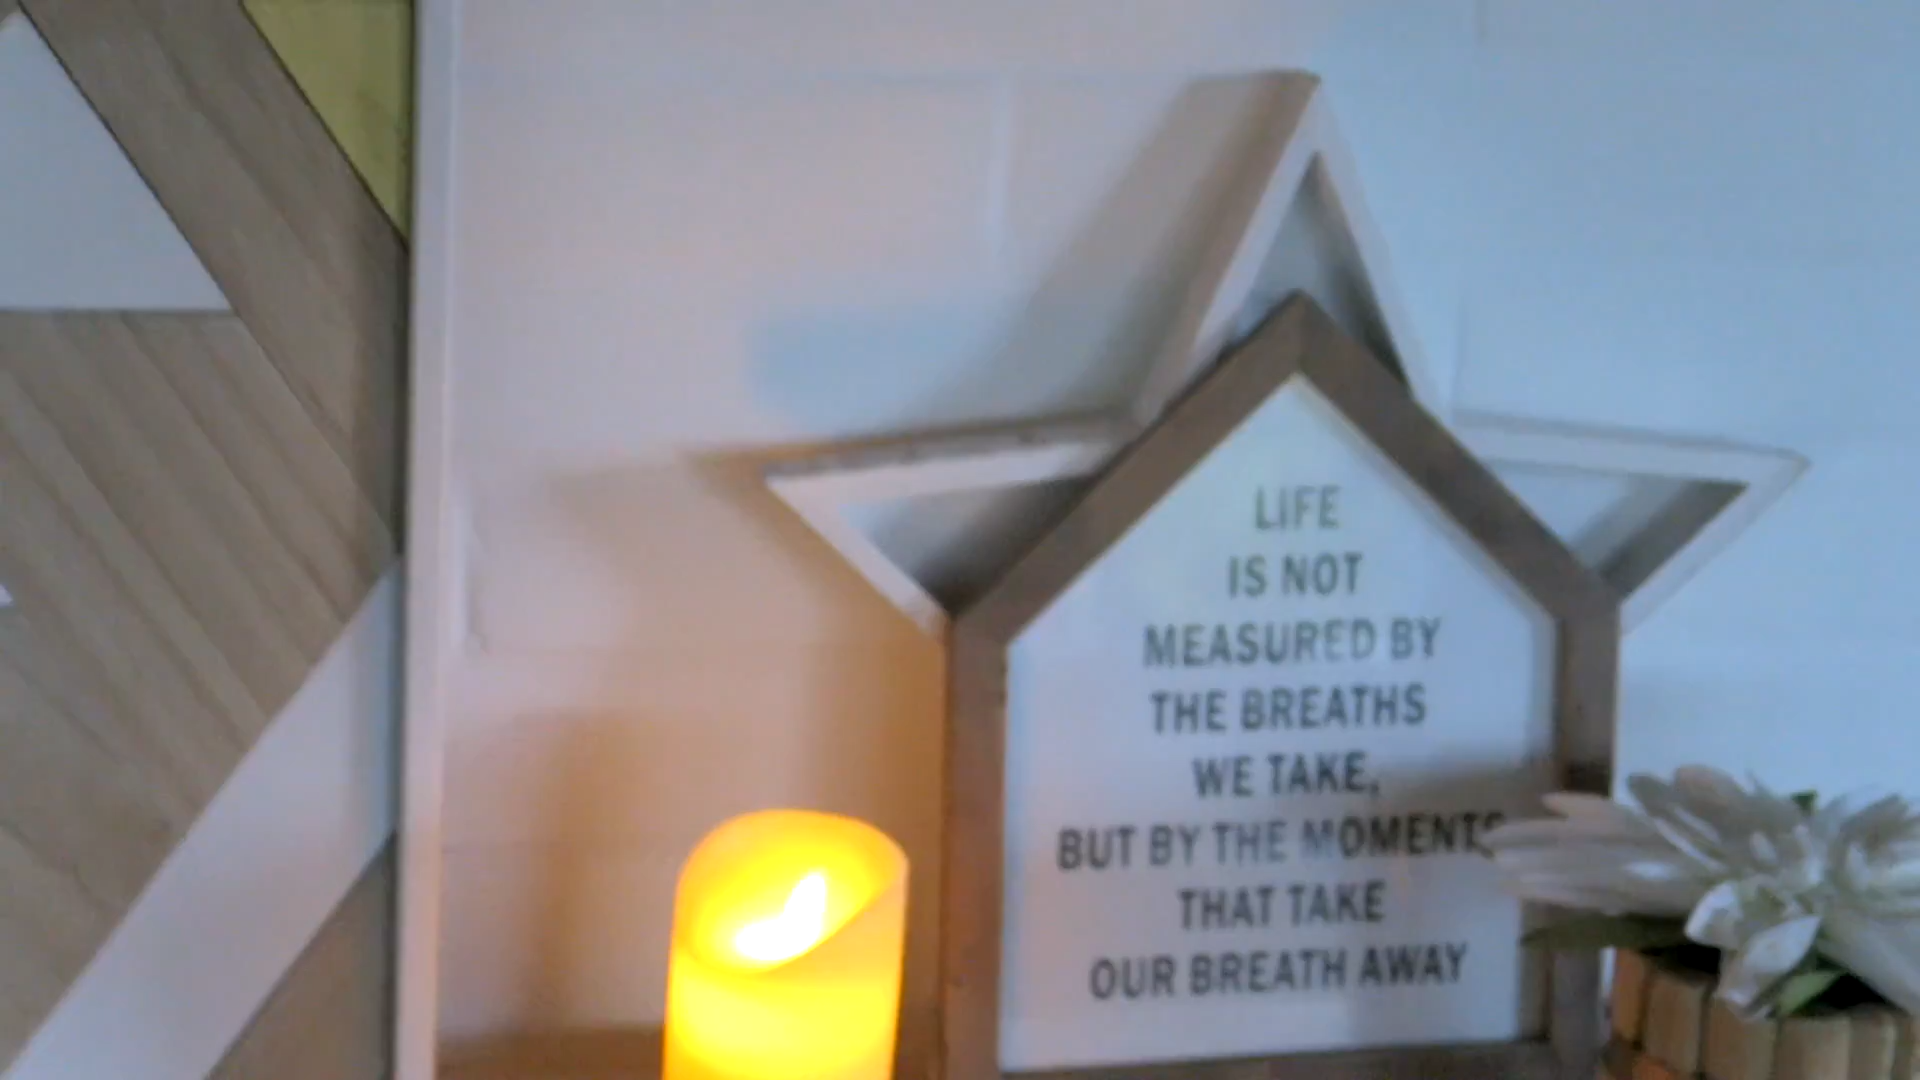 LIFE
IS NOT
MEASURED BY
THE BREATHS
WE TAKE,
BUT BY THE MOMENTS
THAT TAKE
OUR BREATH AWAY